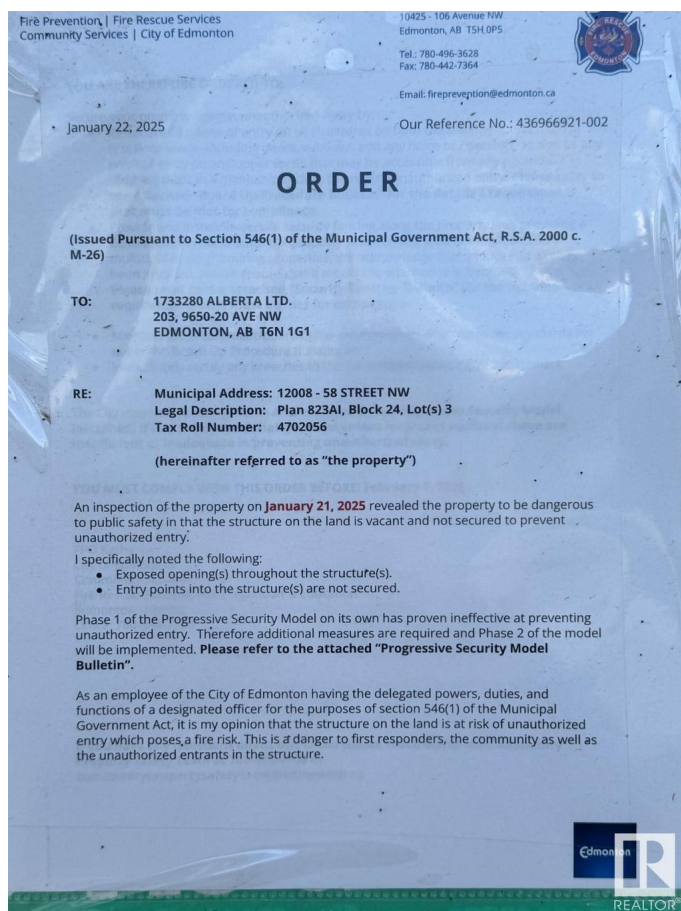 Fire Prevention | Fire Rescue Services
Community Services | City of Edmonton
10425 - 106 Avenue NW
Edmonton, AB T5H 0P5
Tel.: 780-496-3628
Fax: 780-442-7364
Email: fireprevention@edmonton.ca
FIRE RESCUE
EDMONTON
January 22, 2025
Our Reference No.: 436966921-002
ORDER
(Issued Pursuant to Section 546(1) of the Municipal Government Act, R.S.A. 2000 c.
M-26)
TO: 1733280 ALBERTA LTD.
203, 9650-20 AVE NW
EDMONTON, AB T6N 1G1
RE: Municipal Address: 12008 - 58 STREET NW
Legal Description: Plan 823AI, Block 24, Lot(s) 3
Tax Roll Number: 4702056
(hereinafter referred to as “the property”)
YOU MUST COMPLY WITH THIS ORDER BEFORE:
An inspection of the property on January 21, 2025 revealed the property to be dangerous
to public safety in that the structure on the land is vacant and not secured to prevent
unauthorized entry.
I specifically noted the following:
● Exposed opening(s) throughout the structure(s).
● Entry points into the structure(s) are not secured.
Phase 1 of the Progressive Security Model on its own has proven ineffective at preventing
unauthorized entry. Therefore additional measures are required and Phase 2 of the model
will be implemented. Please refer to the attached “Progressive Security Model
Bulletin”.
As an employee of the City of Edmonton having the delegated powers, duties, and
functions of a designated officer for the purposes of section 546(1) of the Municipal
Government Act, it is my opinion that the structure on the land is at risk of unauthorized
entry which poses a fire risk. This is a danger to first responders, the community as well as
the unauthorized entrants in the structure.
Edmonton
R
REALTOR